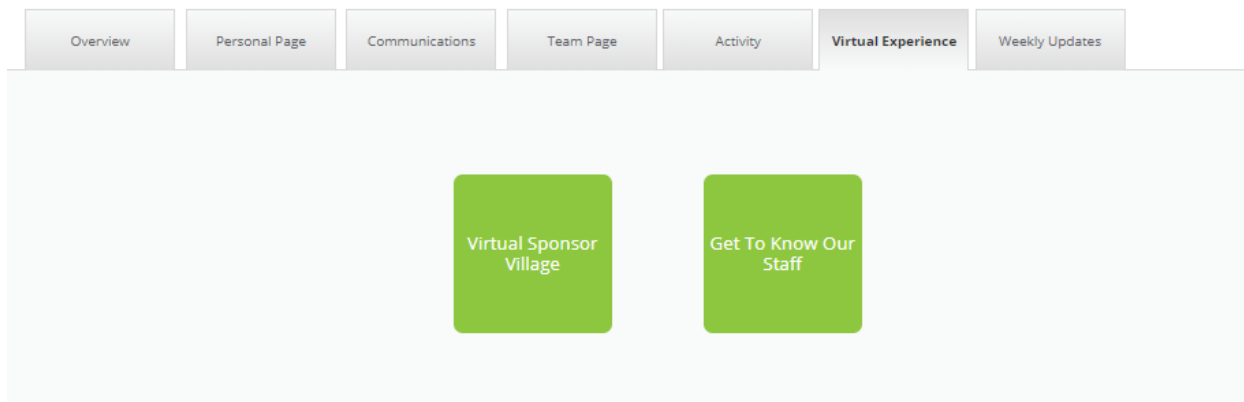 Overview Personal Page Communications Team Page Activity Virtual Experience Weekly Updates
Virtual Sponsor
Village
Get To Know Our
Staff